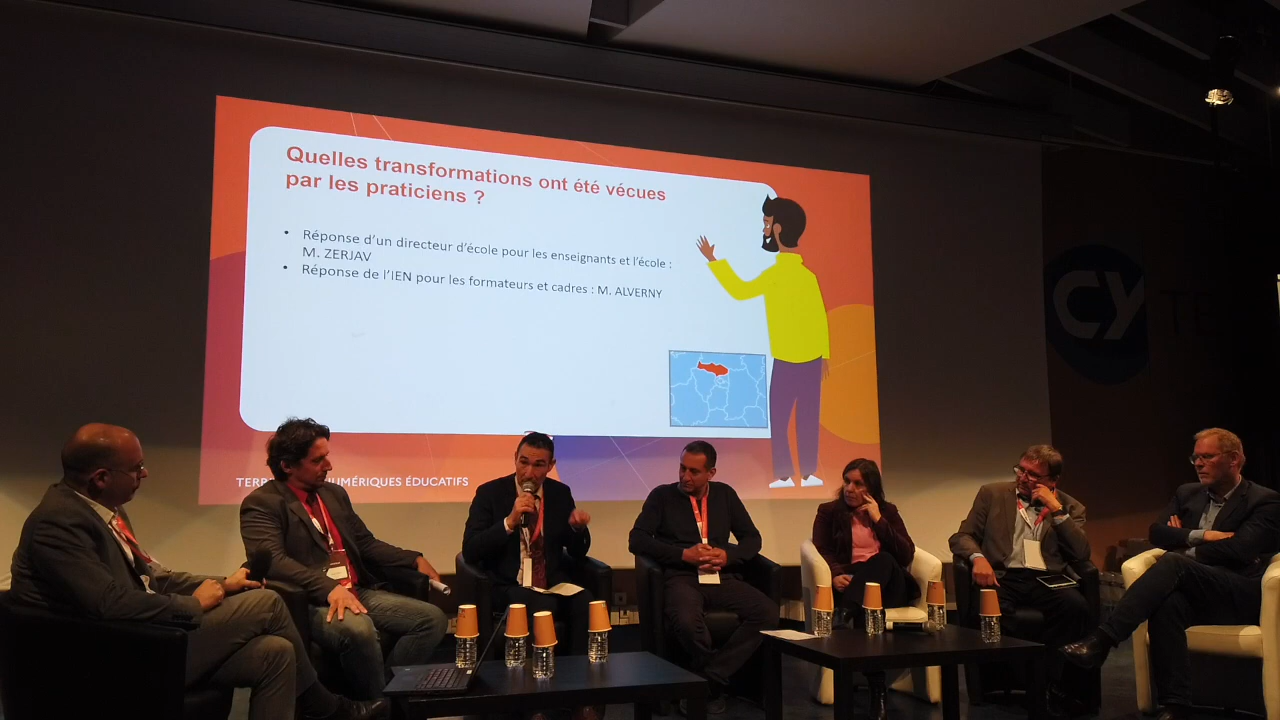 Quelles transformations ont été vécues
par les praticiens ?
• Réponse d'un directeur d'école pour les enseignants et l'école :
M. ZERJAV
• Réponse de l'IEN pour les formateurs et cadres : M. ALVERNY
NUMÉRIQUES ÉDUCATIFS
CY